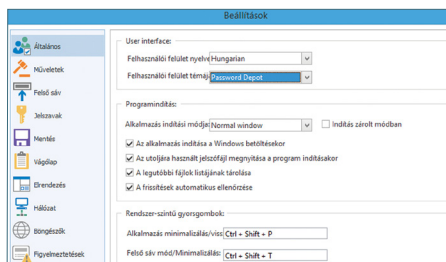 Beállítások
Általános
Műveletek
Felső sáv
Jelszavak
Mentés
Vágólap
Elrendezés
Hálózat
Böngészők
Figyelmeztetések
User interface:
Felhasználói felület nyelve Hungarian
Felhasználói felület témája Password Depot
Programindítás:
Alkalmazás indítási módja: Normal window Indítás zárolt módban
Az alkalmazás indítása a Windows betöltésekor
Az utoljára használt jelszófájl megnyitása a program indításakor
A legutóbbi fájlok listájának tárolása
A frissítések automatikus ellenőrzése
Rendszer-szintű gyorsgombok:
Alkalmazás minimalizálás/viss Ctrl + Shift + P
Felső sáv mód/Minimalizálás: Ctrl + Shift + T